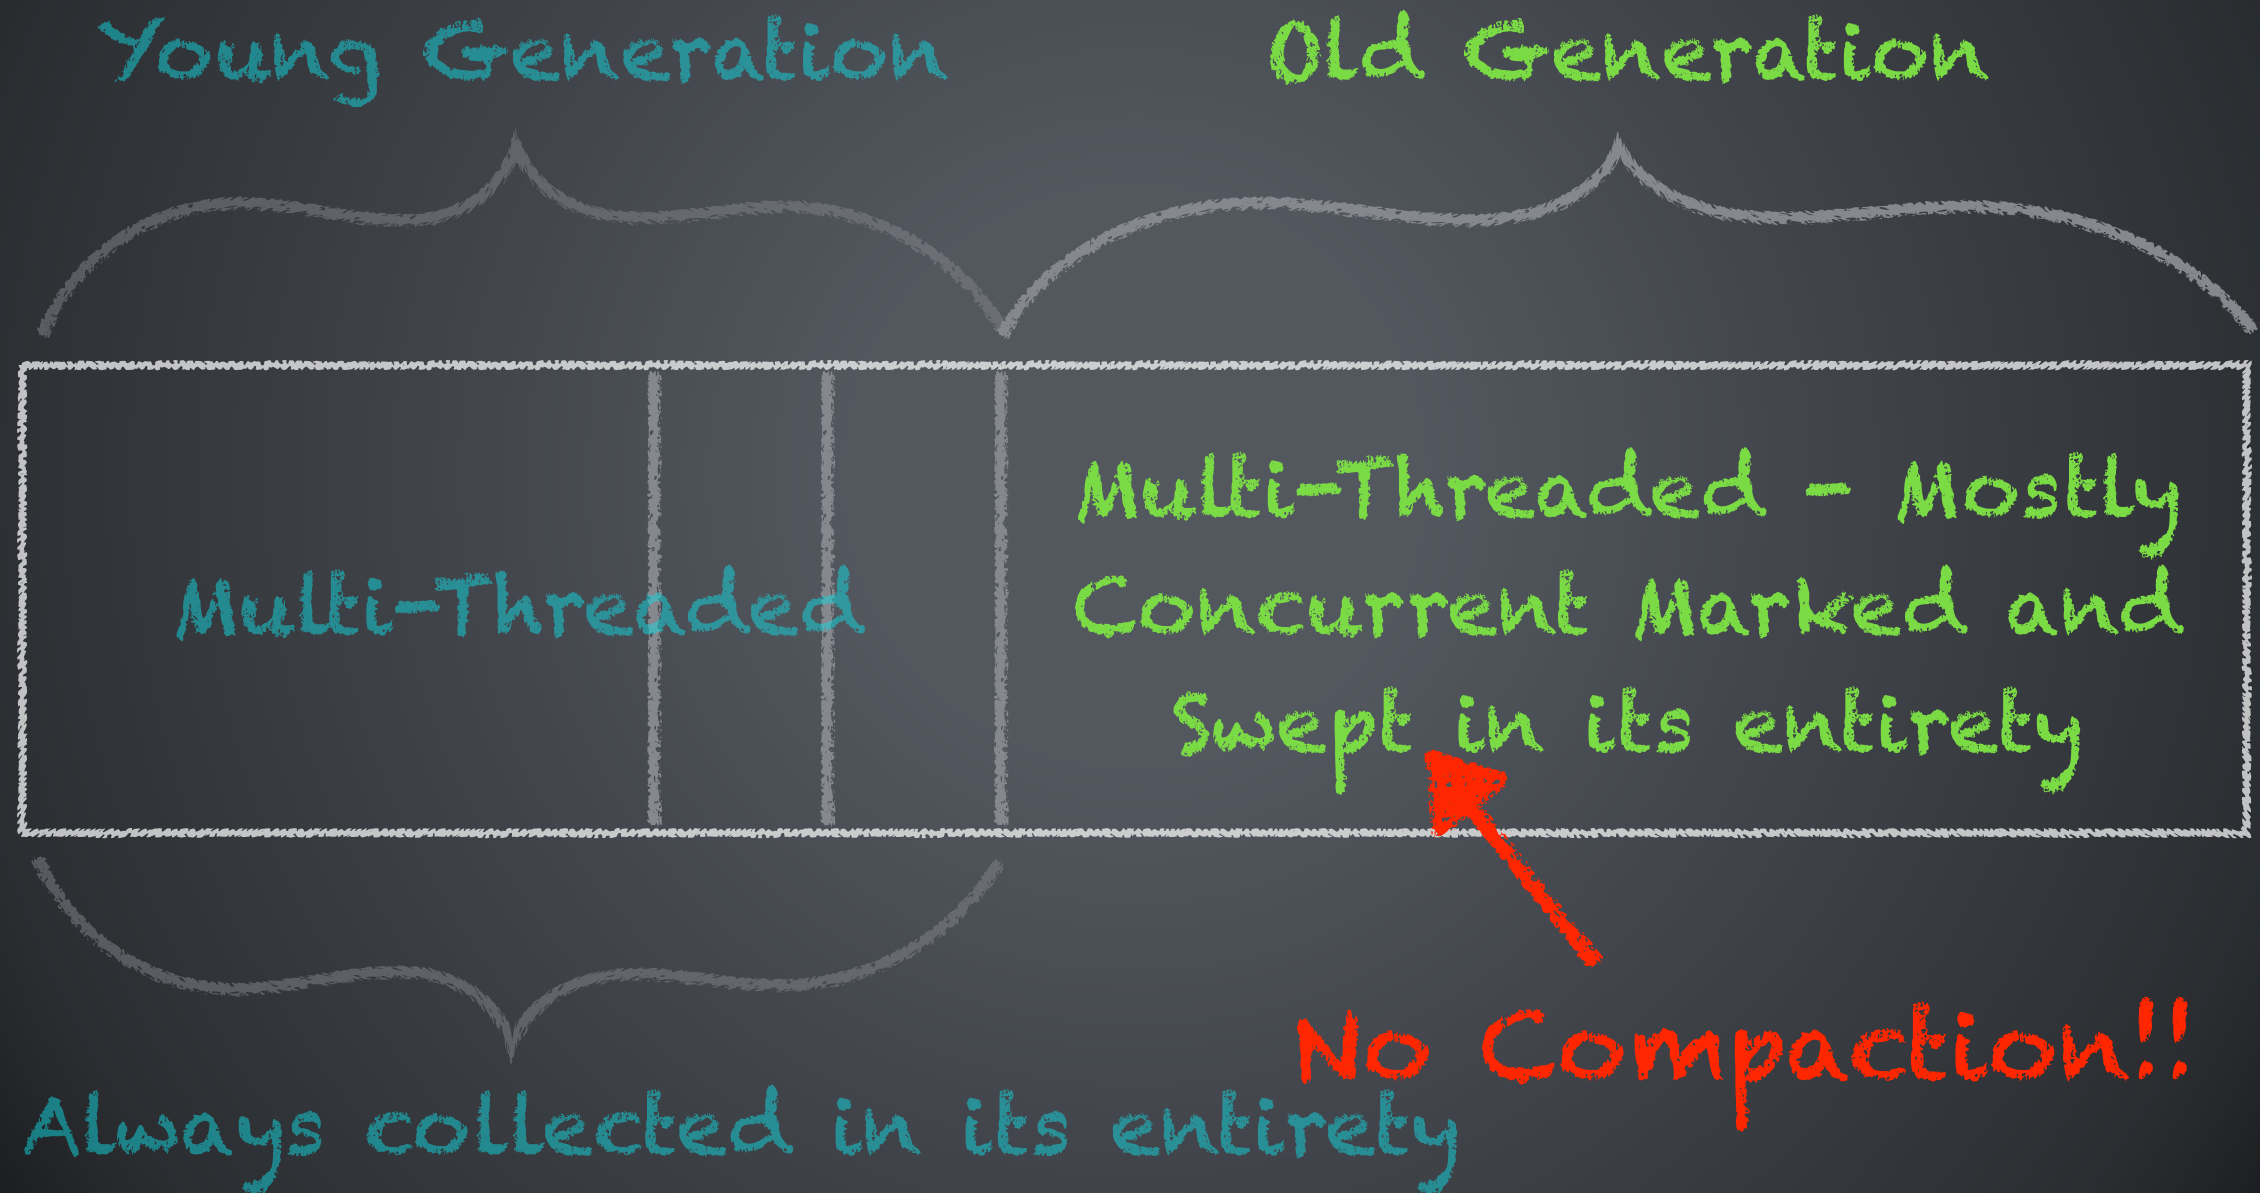 Young Generation
Old Generation
Multi-Threaded
Multi-Threaded - Mostly
Concurrent Marked and
Swept in its entirety
No Compaction!!
Always collected in its entirety